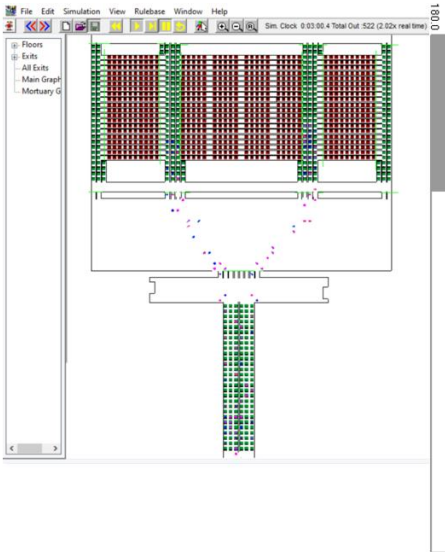 File Edit Simulation View Rulebase Window Help
Sim. Clock 0:03:00.4 Total Out :522 (2.02x real time)
Floors
Exits
All Exits
Main Graph
Mortuary G
180.0